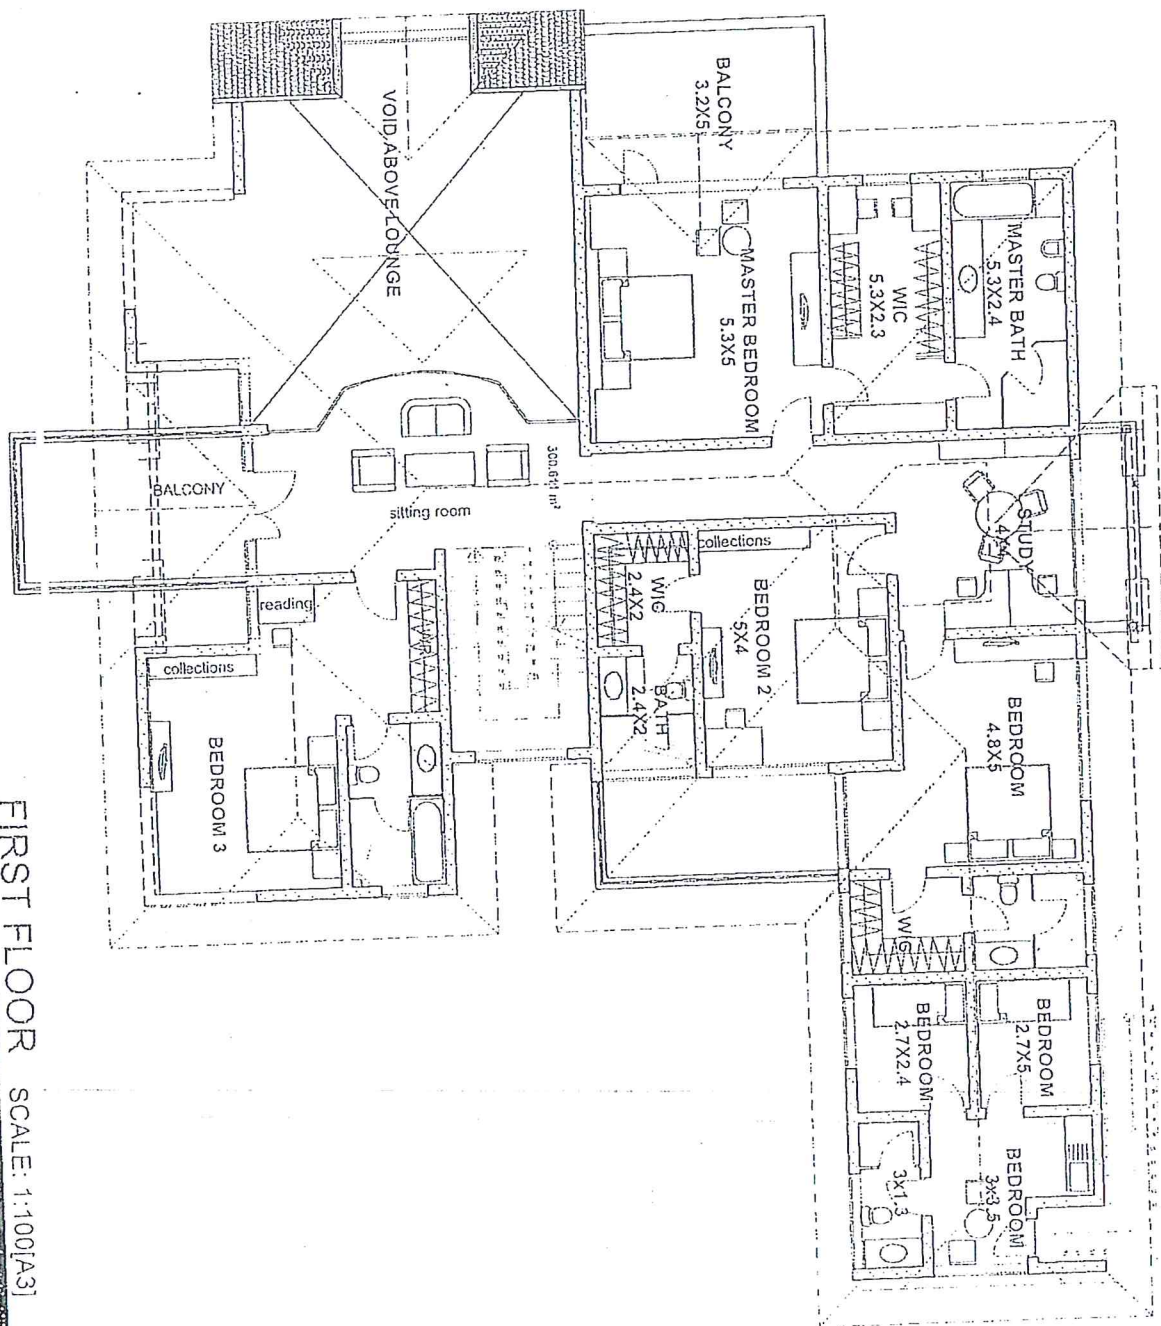 BALCONY
3.2X5
VOID ABOVE LOUNGE
MASTER BEDROOM
5.3X5
WIC
5.3X2.3
MASTER BATH
5.3X2.4
BALCONY
sitting room
STUDY
4X4
collections
WIC
2.4X2
BATH
2.4X2
BEDROOM 2
5X4
BEDROOM
4.8X5
reading
collections
BEDROOM 3
WIC
BEDROOM
2.7X2.4
BEDROOM
2.7X5
BEDROOM
3x3.5
3x1.3
FIRST FLOOR SCALE: 1:100[A3]